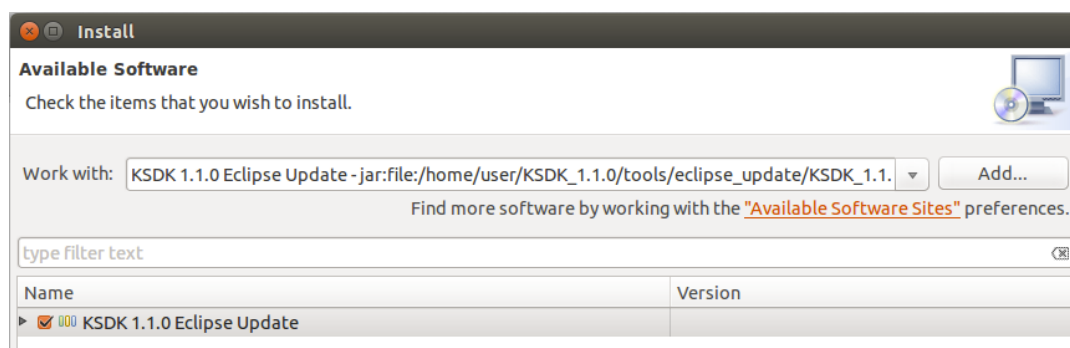 Install
Available Software
Check the items that you wish to install.
Work with: KSDK 1.1.0 Eclipse Update - jar:file:/home/user/KSDK_1.1.0/tools/eclipse_update/KSDK_1.1. Add...
Find more software by working with the "Available Software Sites" preferences.
type filter text
Name Version
KSDK 1.1.0 Eclipse Update